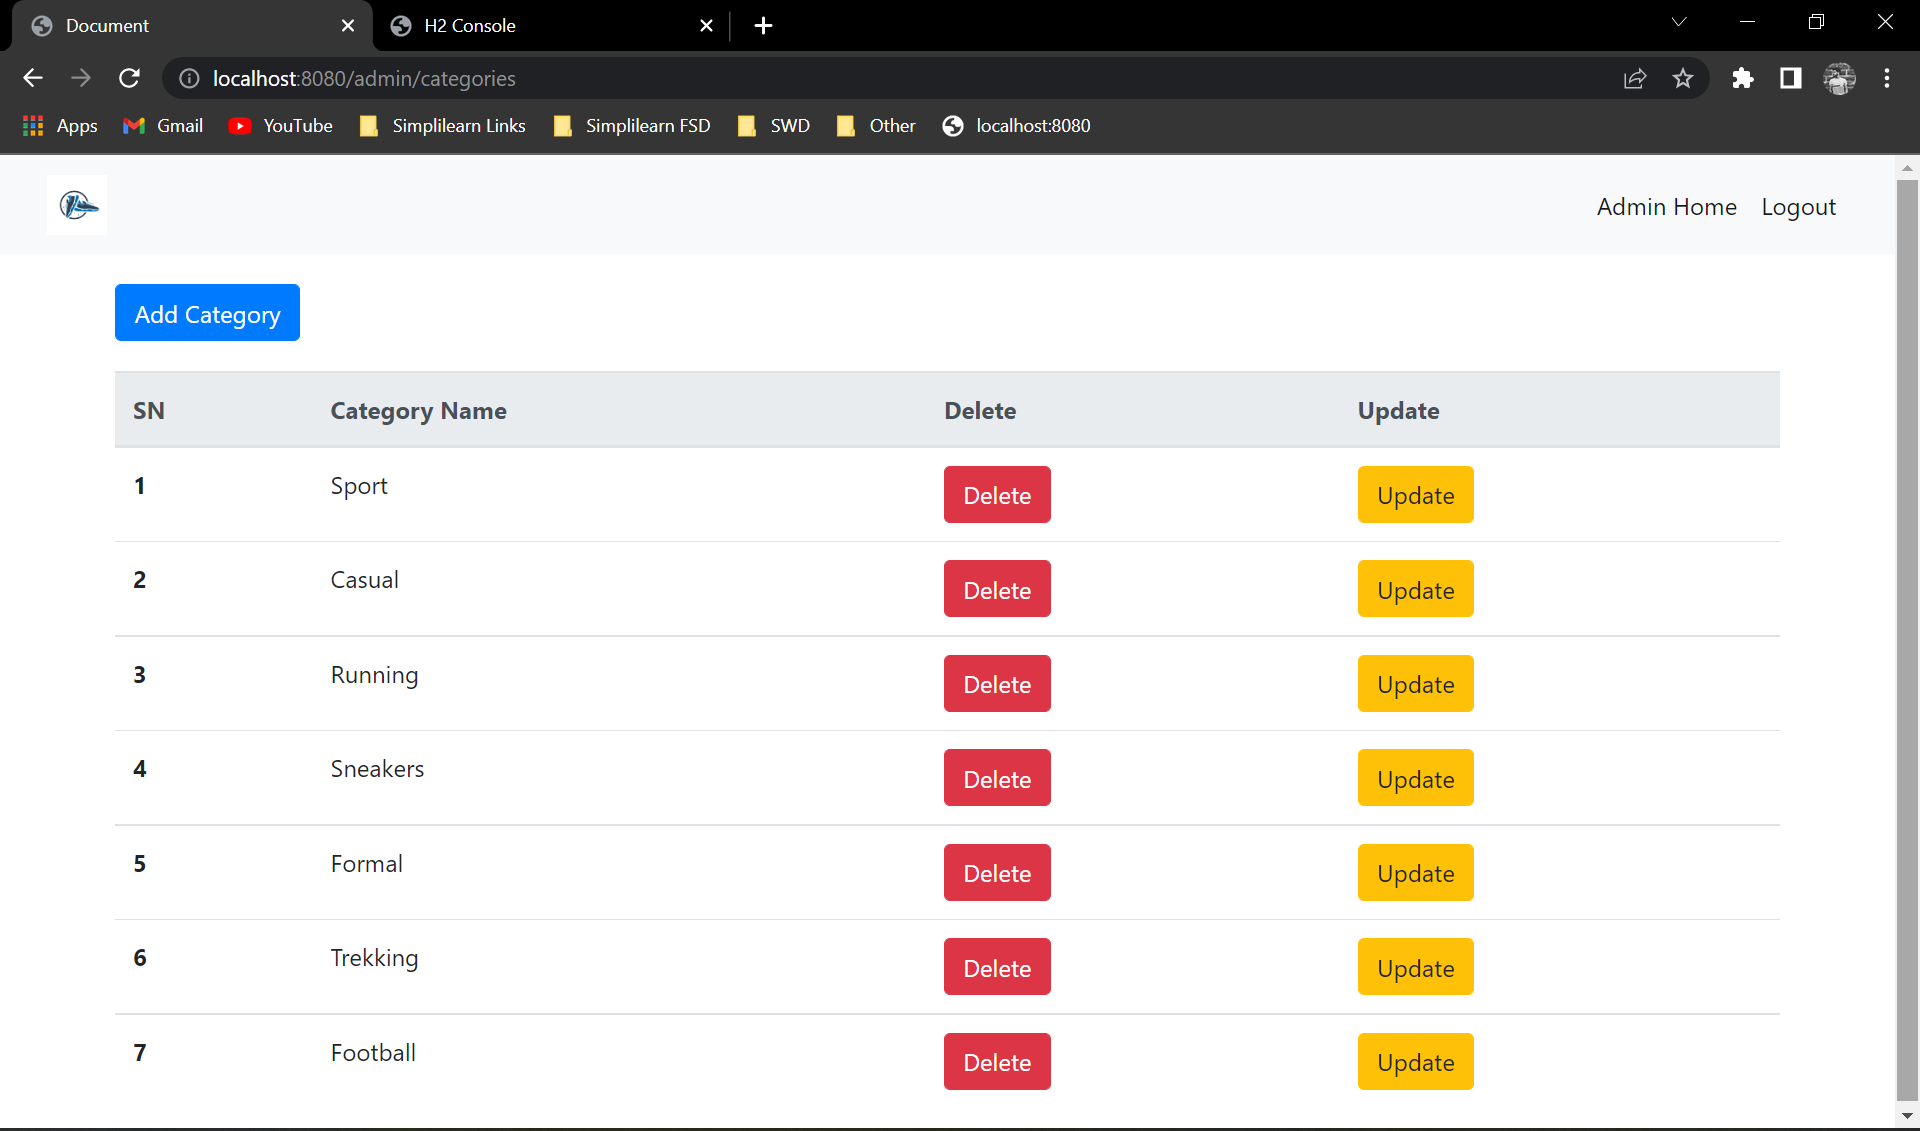 Document H2 Console
localhost:8080/admin/categories
Apps Gmail YouTube Simplilearn Links Simplilearn FSD SWD Other localhost:8080
Admin Home Logout
Add Category
SN Category Name Delete Update
1 Sport Delete Update
2 Casual Delete Update
3 Running Delete Update
4 Sneakers Delete Update
5 Formal Delete Update
6 Trekking Delete Update
7 Football Delete Update